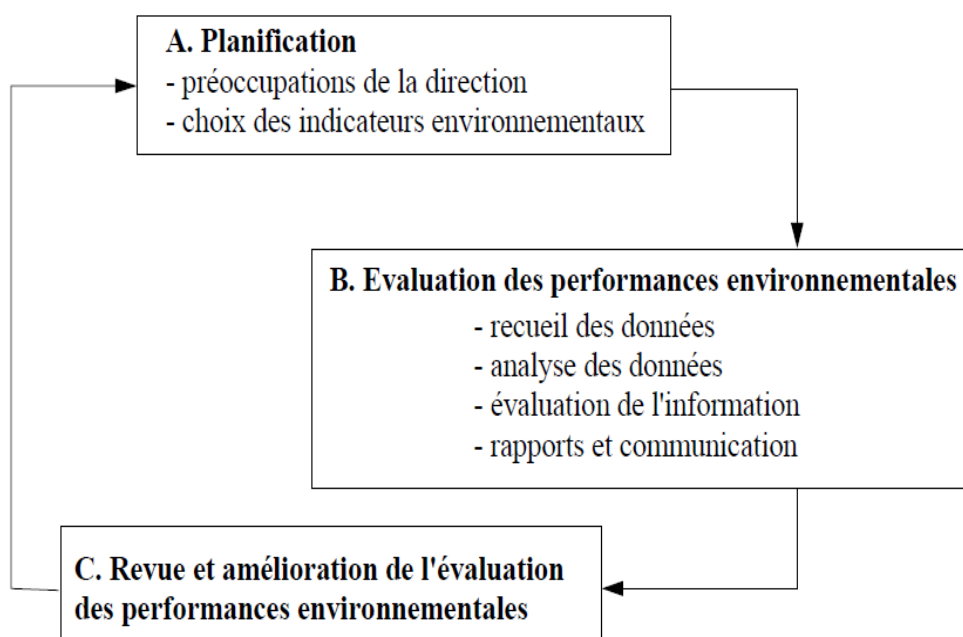 A. Planification
- préoccupations de la direction
- choix des indicateurs environnementaux
B. Evaluation des performances environnementales
- recueil des données
- analyse des données
- évaluation de l'information
- rapports et communication
C. Revue et amélioration de l'évaluation
des performances environnementales